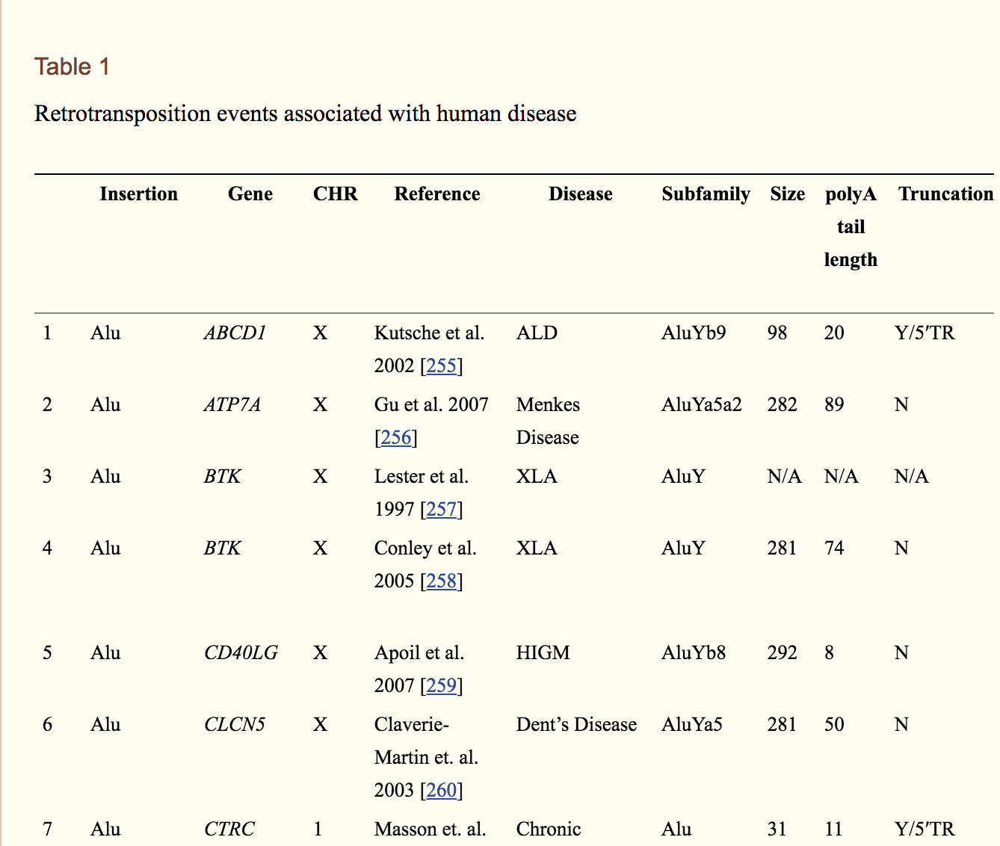 Table 1
Retrotransposition events associated with human disease
Insertion Gene CHR Reference Disease Subfamily Size polyA Truncation
tail
length
1 Alu ABCD1 X Kutsche et al. ALD AluYb9 98 20 Y/5′TR
2002 [255]
2 Alu ATP7A X Gu et al. 2007 Menkes AluYa5a2 282 89 N
[256] Disease
3 Alu BTK X Lester et al. XLA AluY N/A N/A N/A
1997 [257]
4 Alu BTK X Conley et al. XLA AluY 281 74 N
2005 [258]
5 Alu CD40LG X Apoil et al. HIGM AluYb8 292 8 N
2007 [259]
6 Alu CLCN5 X Claverie- Dent’s Disease AluYa5 281 50 N
Martin et. al.
2003 [260]
7 Alu CTRC 1 Masson et. al. Chronic Alu 31 11 Y/5′TR